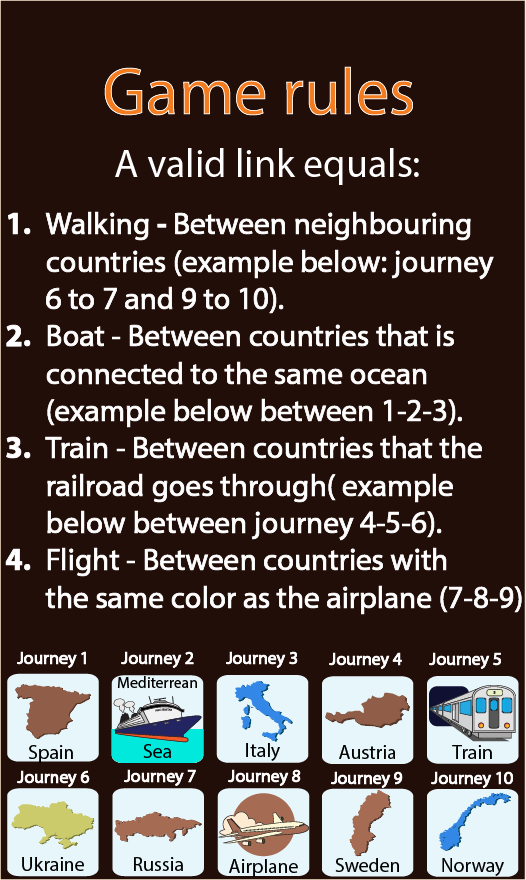 Game rules
A valid link equals:
1. Walking - Between neighbouring
countries (example below: journey
6 to 7 and 9 to 10).
2. Boat - Between countries that is
connected to the same ocean
(example below between 1-2-3).
3. Train - Between countries that the
railroad goes through( example
below between journey 4-5-6).
4. Flight - Between countries with
the same color as the airplane (7-8-9)
Journey 1 Journey 2 Journey 3 Journey 4 Journey 5
Mediterrean
Spain Sea Italy Austria Train
Journey 6 Journey 7 Journey 8 Journey 9 Journey 10
Ukraine Russia Airplane Sweden Norway